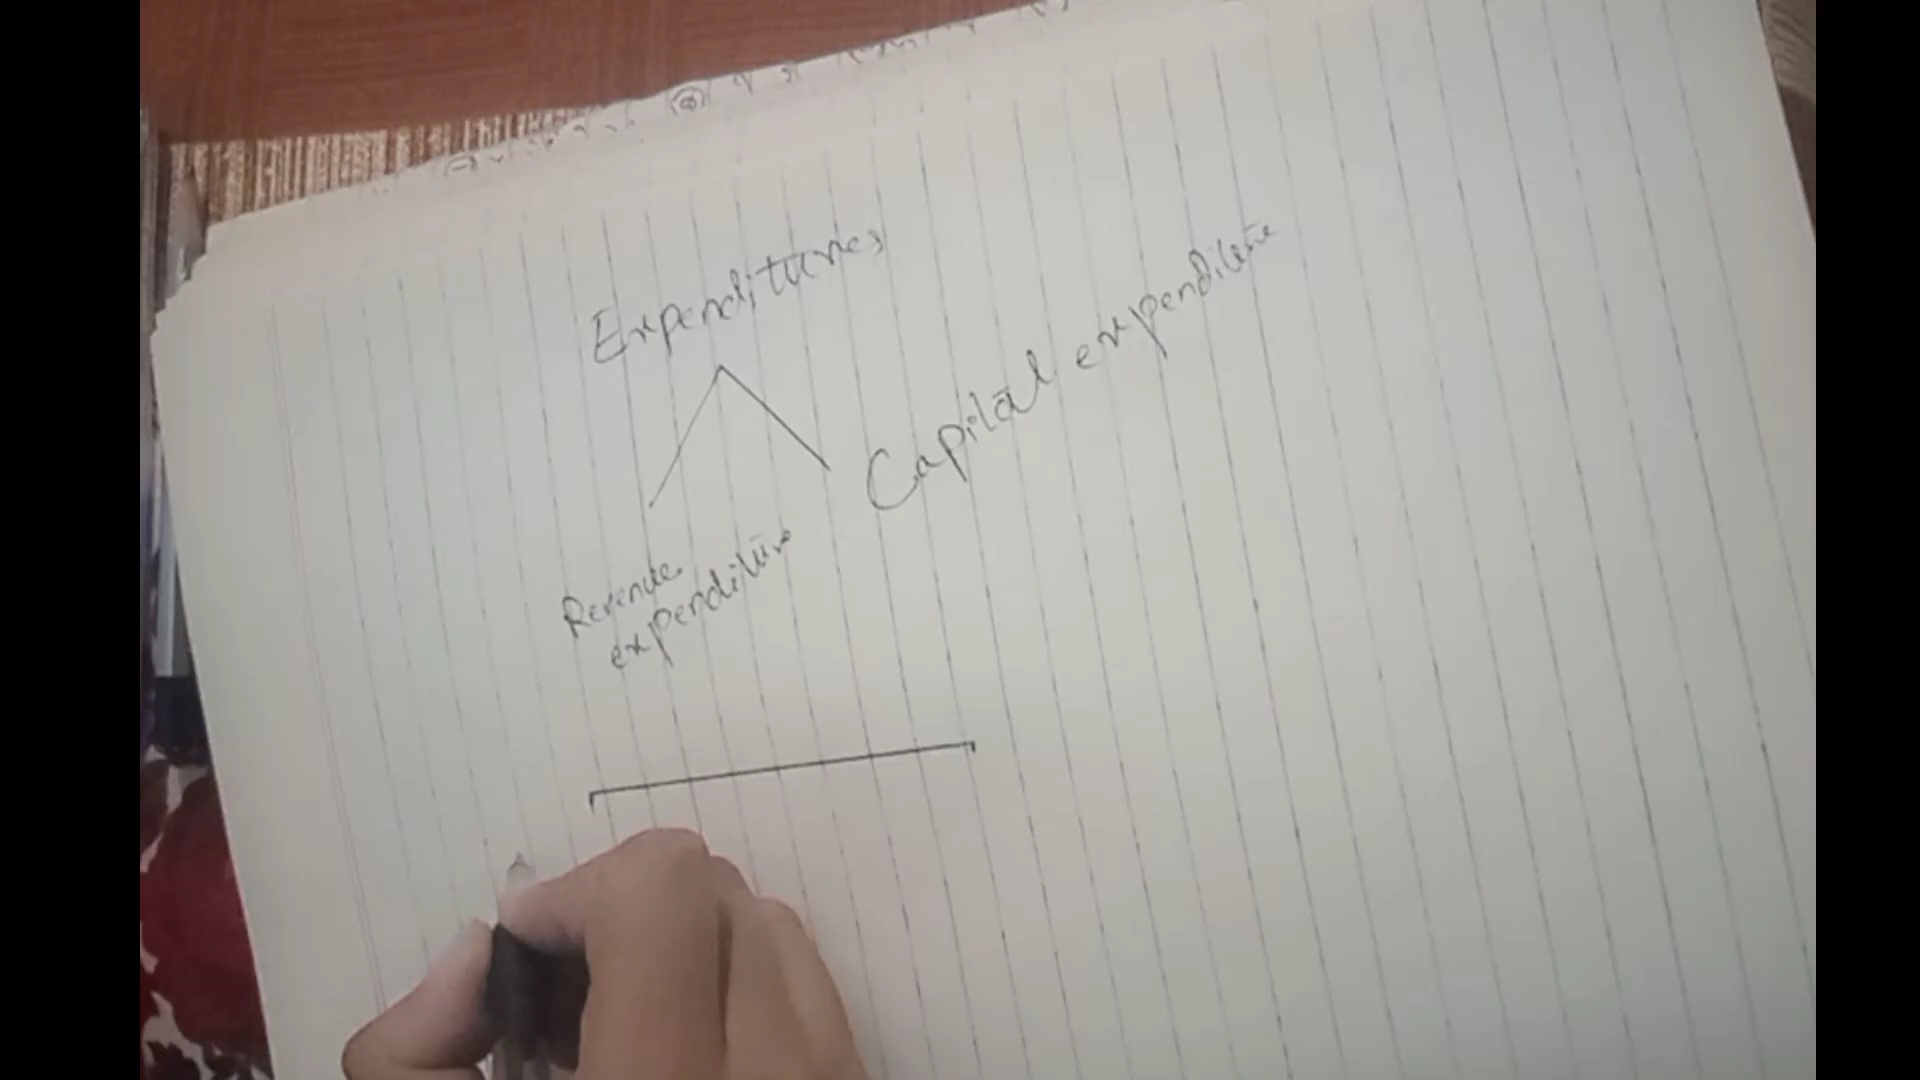 Expenditures
Capital expenditure
Revenue
expenditure